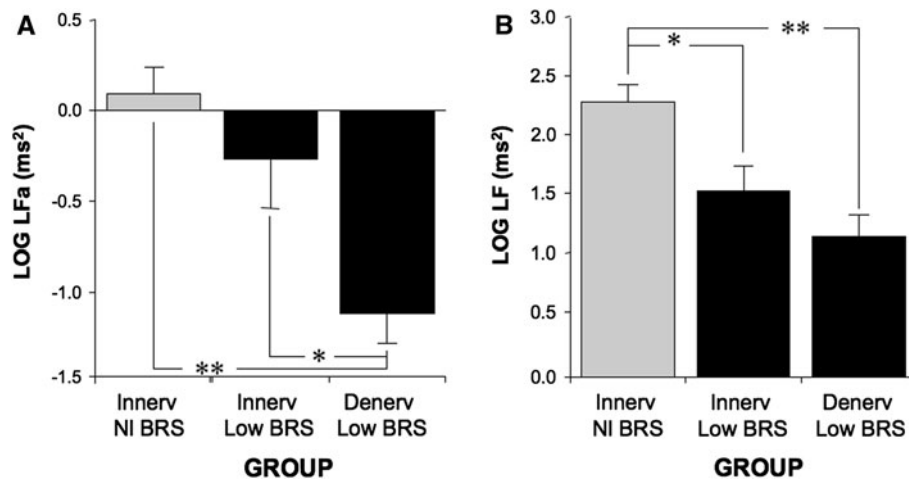 A
LOG LFa (ms²)
0.5
0.0
-0.5
-1.0
-1.5
*
**
Innerv
NI BRS
Innerv
Low BRS
Denerv
Low BRS
GROUP
B
LOG LF (ms²)
3.0
2.5
2.0
1.5
1.0
0.5
0.0
**
*
Innerv
NI BRS
Innerv
Low BRS
Denerv
Low BRS
GROUP